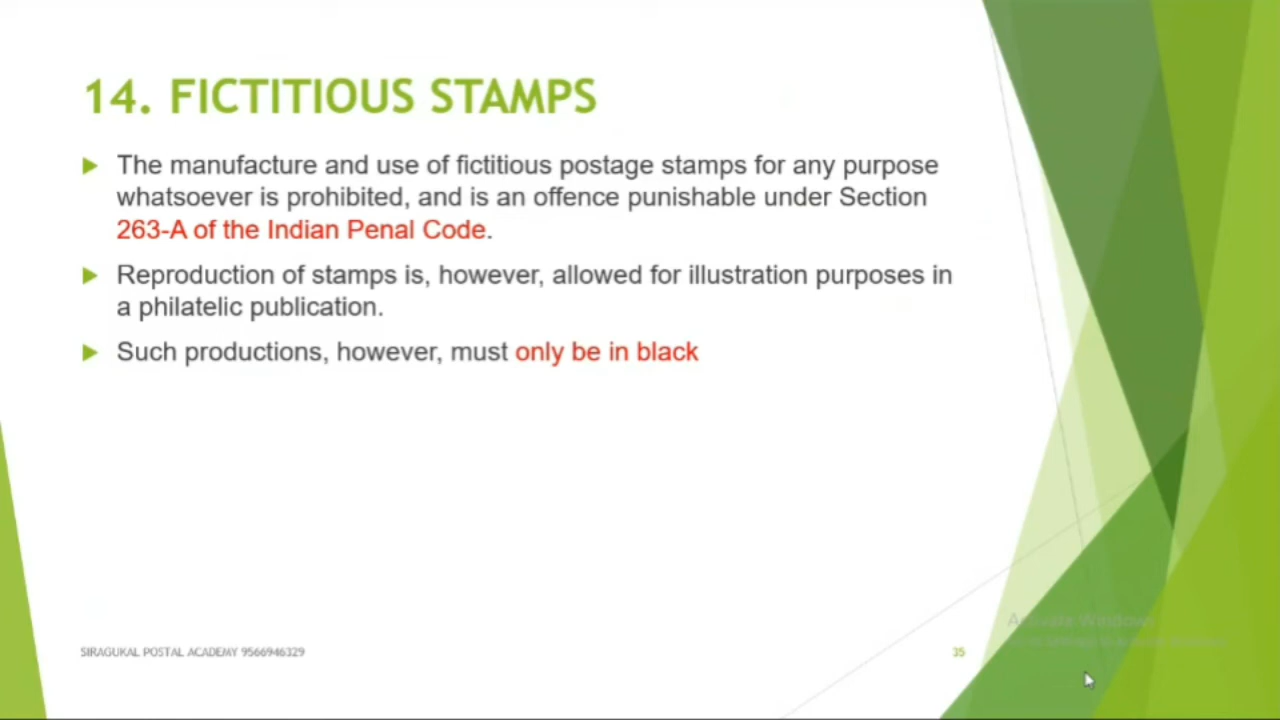 14. FICTITIOUS STAMPS
The manufacture and use of fictitious postage stamps for any purpose
whatsoever is prohibited, and is an offence punishable under Section
263-A of the Indian Penal Code.
Reproduction of stamps is, however, allowed for illustration purposes in
a philatelic publication.
Such productions, however, must only be in black
Activate Windows
SIRAGUKAL POSTAL ACADEMY 9566946329
35